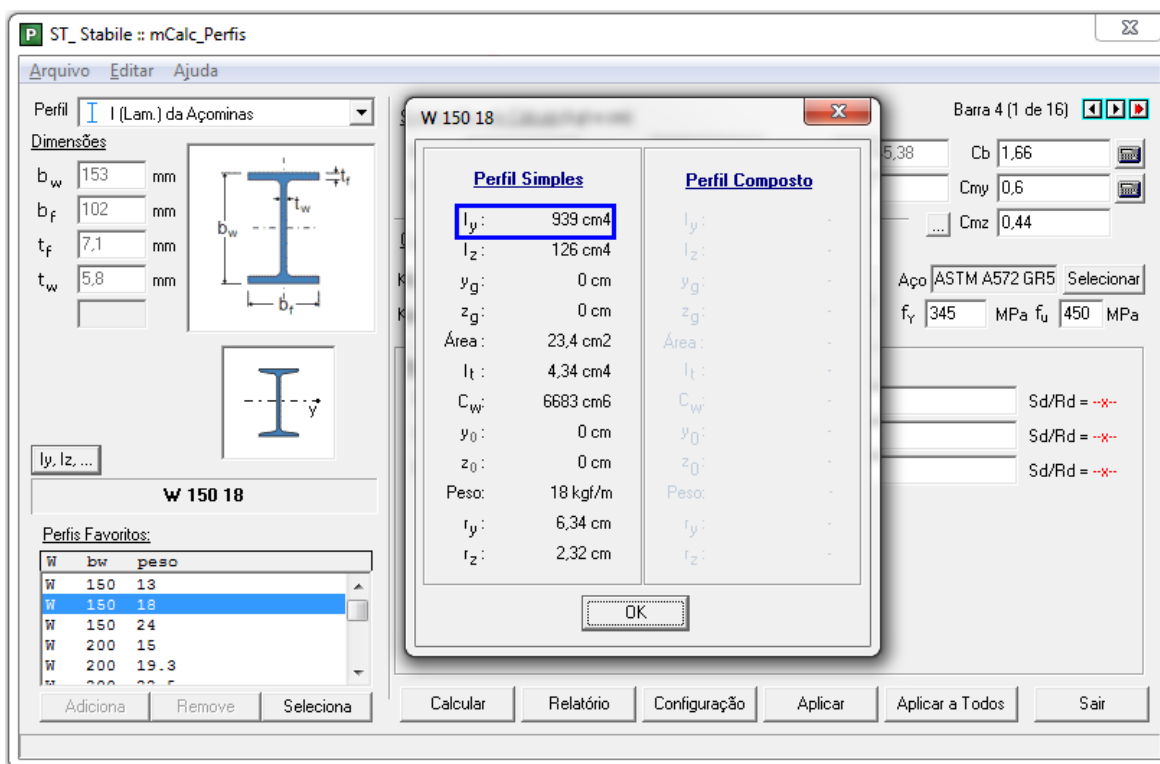 ST_ Stabile :: mCalc_Perfis
Arquivo Editar Ajuda
Perfil I (Lam.) da Açominas
Dimensões
bw 153 mm
bf 102 mm
tf 7,1 mm
tw 5,8 mm
tf
tw
bw
bf
y
Iy, Iz, ...
W 150 18
Perfis Favoritos:
W bw peso
W 150 13
W 150 18
W 150 24
W 200 15
W 200 19.3
Adiciona Remove Seleciona
W 150 18
Perfil Simples
Iy: 939 cm4
Iz: 126 cm4
yg: 0 cm
zg: 0 cm
Área: 23,4 cm2
It: 4,34 cm4
Cw: 6683 cm6
y0: 0 cm
z0: 0 cm
Peso: 18 kgf/m
ry: 6,34 cm
rz: 2,32 cm
Perfil Composto
Iy: -
Iz: -
yg: -
zg: -
Área: -
It: -
Cw: -
y0: -
z0: -
Peso: -
ry: -
rz: -
OK
Barra 4 (1 de 16)
5,38 Cb 1,66
Cmy 0,6
... Cmz 0,44
Aço ASTM A572 GR5 Selecionar
fY 345 MPa fu 450 MPa
Sd/Rd = --x--
Sd/Rd = --x--
Sd/Rd = --x--
Calcular Relatório Configuração Aplicar Aplicar a Todos Sair